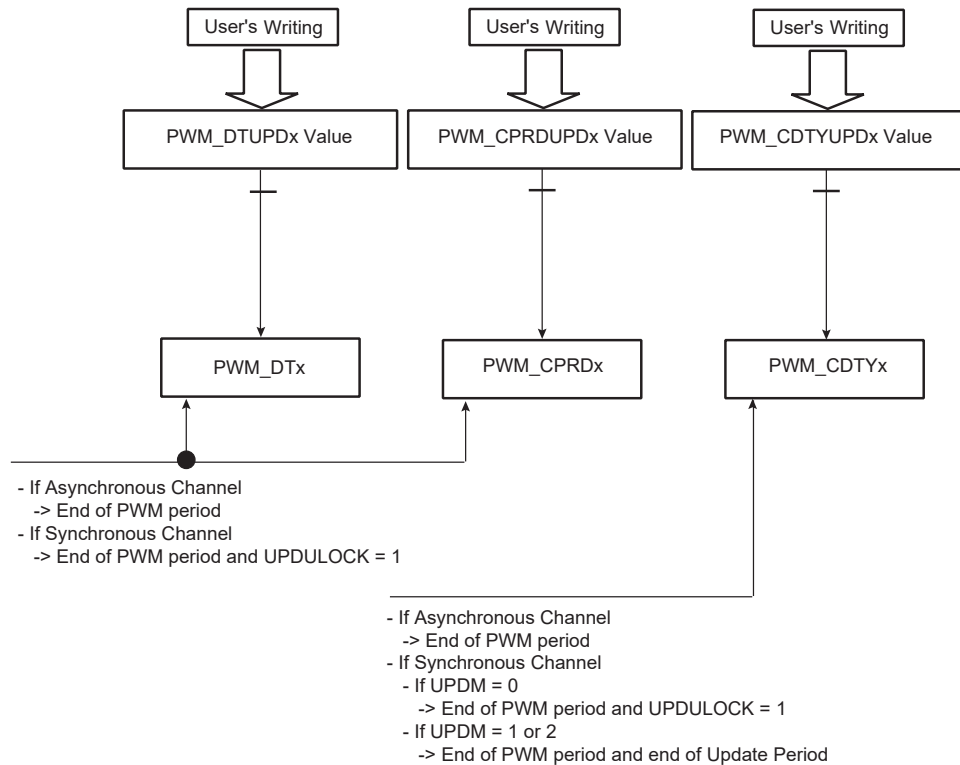 User's Writing
User's Writing
User's Writing
PWM_DTUPDx Value
PWM_CPRDUPDx Value
PWM_CDTYUPDx Value
PWM_DTx
PWM_CPRDx
PWM_CDTYx
- If Asynchronous Channel
-> End of PWM period
- If Synchronous Channel
-> End of PWM period and UPDULOCK = 1
- If Asynchronous Channel
-> End of PWM period
- If Synchronous Channel
- If UPDM = 0
-> End of PWM period and UPDULOCK = 1
- If UPDM = 1 or 2
-> End of PWM period and end of Update Period